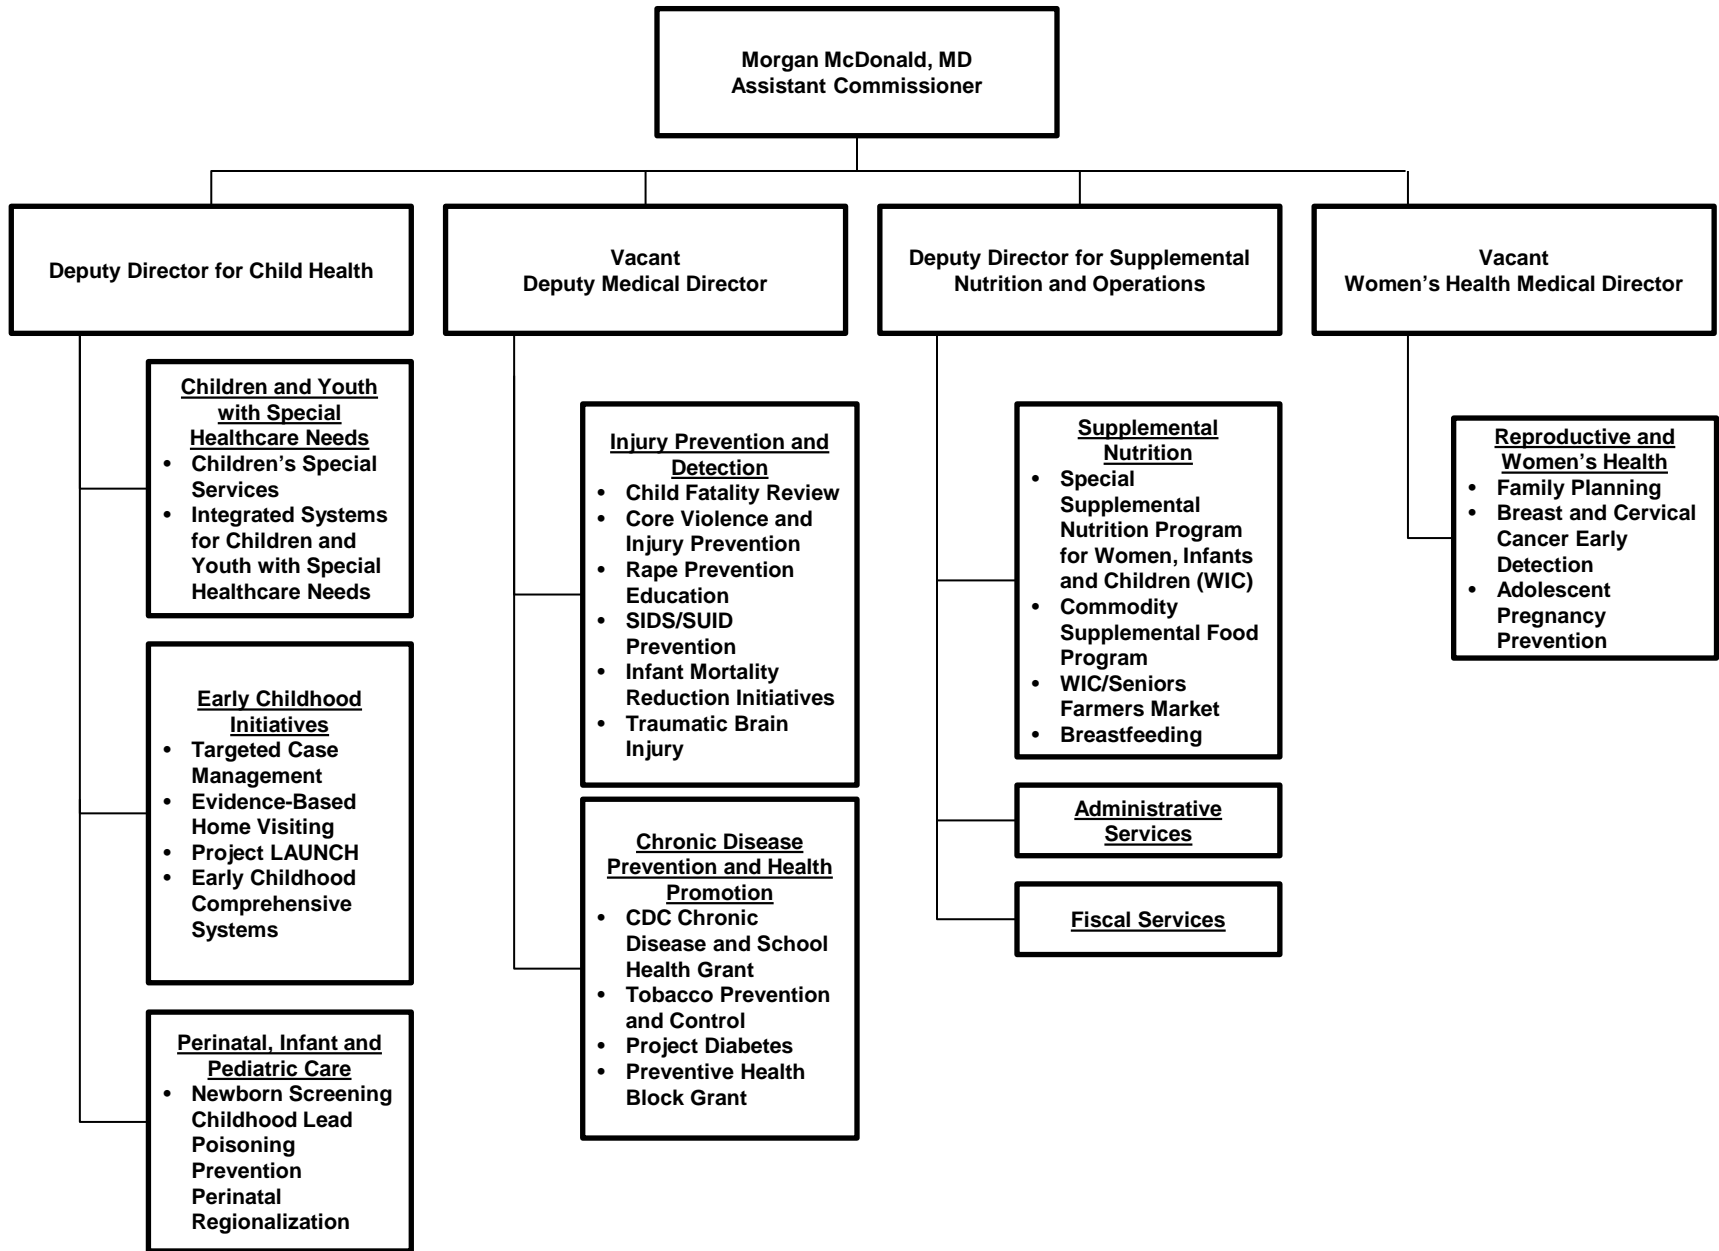 Morgan McDonald, MD
Assistant Commissioner
Deputy Director for Child Health
Vacant
Deputy Medical Director
Deputy Director for Supplemental
Nutrition and Operations
Vacant
Women’s Health Medical Director
Children and Youth
with Special
Healthcare Needs
• Children’s Special
Services
• Integrated Systems
for Children and
Youth with Special
Healthcare Needs
Early Childhood
Initiatives
• Targeted Case
Management
• Evidence-Based
Home Visiting
• Project LAUNCH
• Early Childhood
Comprehensive
Systems
Perinatal, Infant and
Pediatric Care
• Newborn Screening
Childhood Lead
Poisoning
Prevention
Perinatal
Regionalization
Injury Prevention and
Detection
• Child Fatality Review
• Core Violence and
Injury Prevention
• Rape Prevention
Education
• SIDS/SUID
Prevention
• Infant Mortality
Reduction Initiatives
• Traumatic Brain
Injury
Chronic Disease
Prevention and Health
Promotion
• CDC Chronic
Disease and School
Health Grant
• Tobacco Prevention
and Control
• Project Diabetes
• Preventive Health
Block Grant
Supplemental
Nutrition
• Special
Supplemental
Nutrition Program
for Women, Infants
and Children (WIC)
• Commodity
Supplemental Food
Program
• WIC/Seniors
Farmers Market
• Breastfeeding
Administrative
Services
Fiscal Services
Reproductive and
Women’s Health
• Family Planning
• Breast and Cervical
Cancer Early
Detection
• Adolescent
Pregnancy
Prevention